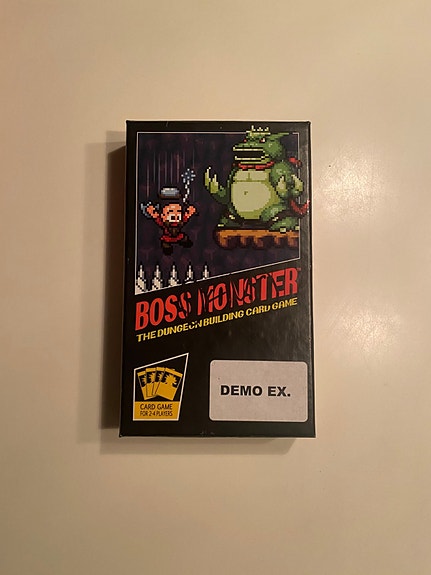 BOSS MONSTER
THE DUNGEON BUILDING CARD GAME
CARD GAME
FOR 2-4 PLAYERS
DEMO EX.